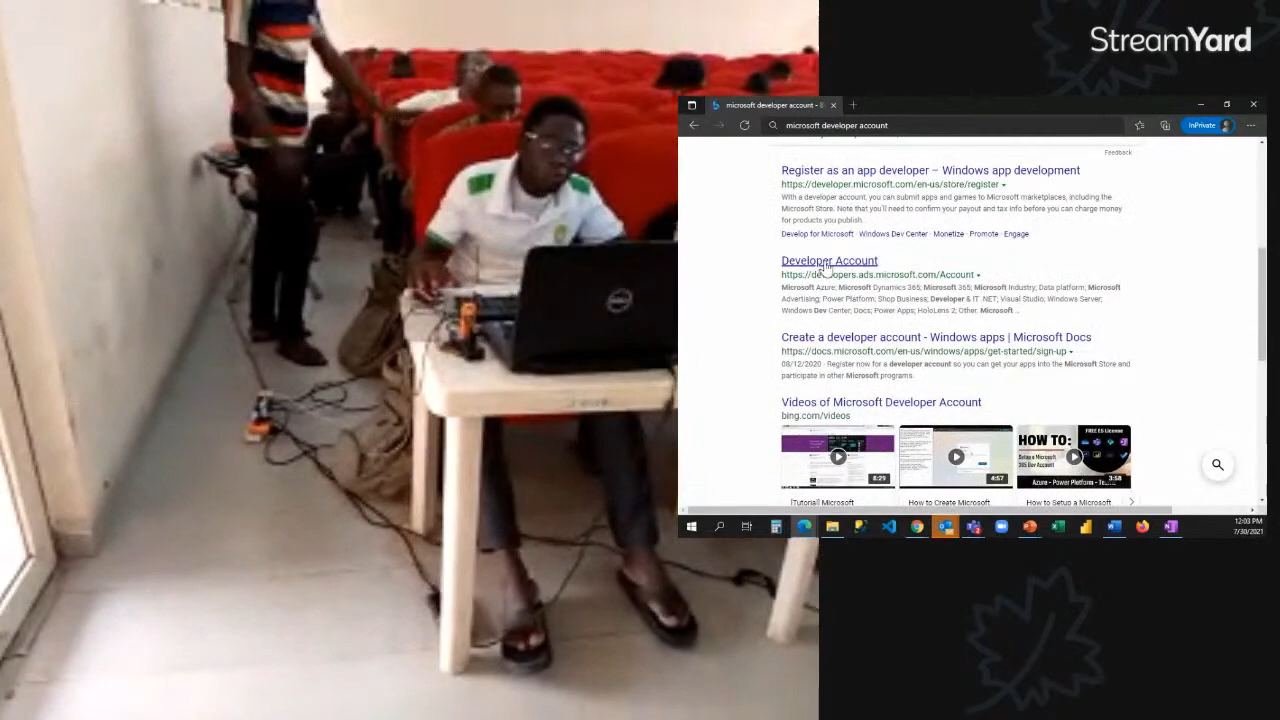 StreamYard
microsoft developer account - B
microsoft developer account
InPrivate
Feedback
Register as an app developer – Windows app development
https://developer.microsoft.com/en-us/store/register
With a developer account, you can submit apps and games to Microsoft marketplaces, including the
Microsoft Store. Note that you'll need to confirm your payout and tax info before you can charge money
for products you publish.
Develop for Microsoft · Windows Dev Center · Monetize · Promote · Engage
Developer Account
https://developers.ads.microsoft.com/Account
Microsoft Azure; Microsoft Dynamics 365; Microsoft 365; Microsoft Industry; Data platform; Microsoft
Advertising; Power Platform; Shop Business; Developer & IT .NET; Visual Studio; Windows Server;
Windows Dev Center; Docs; Power Apps; HoloLens 2; Other. Microsoft ...
Create a developer account - Windows apps | Microsoft Docs
https://docs.microsoft.com/en-us/windows/apps/get-started/sign-up
08/12/2020 · Register now for a developer account so you can get your apps into the Microsoft Store and
participate in other Microsoft programs.
Videos of Microsoft Developer Account
bing.com/videos
8:29
4:57
HOW TO:
FREE E5 License
Setup a Microsoft
365 Dev Account
3:58
[Tutorial] Microsoft
How to Create Microsoft
How to Setup a Microsoft
12:03 PM
7/30/2021
DELL